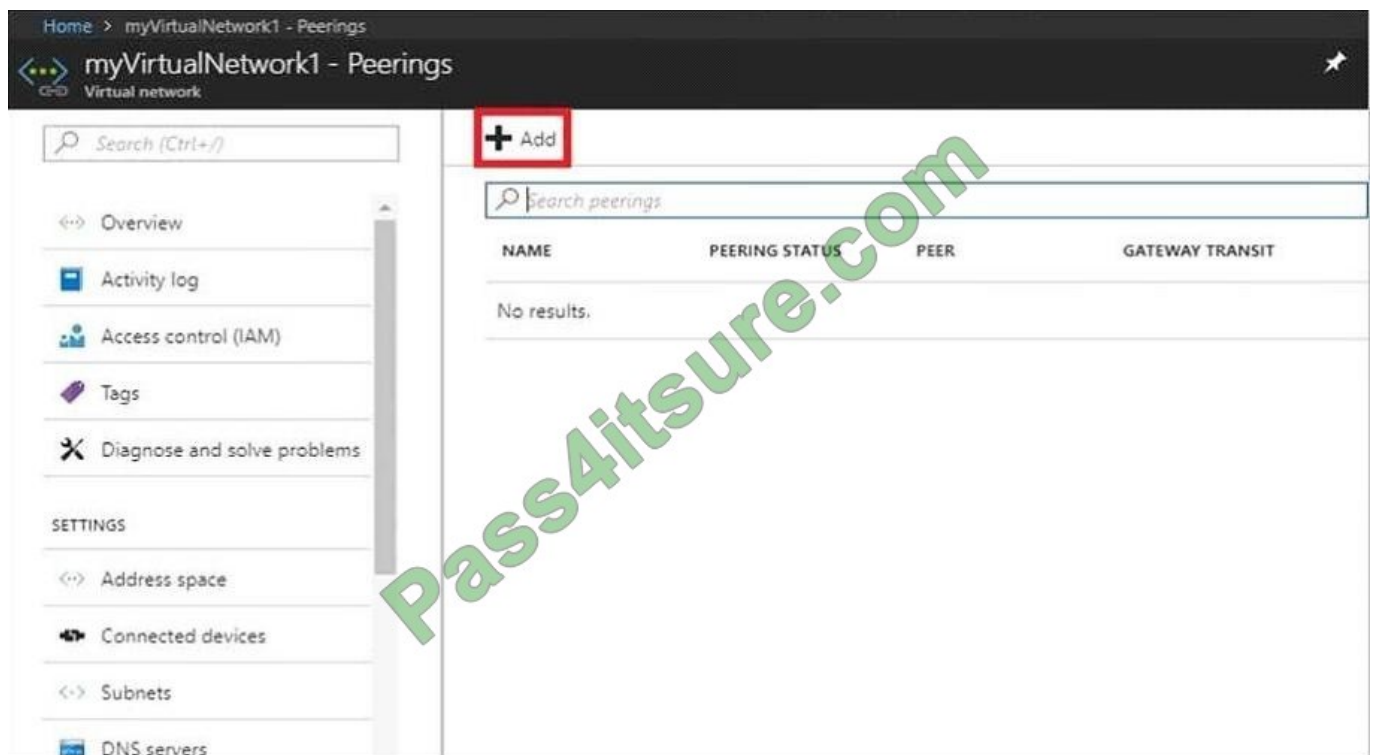 Home > myVirtualNetwork1 - Peerings
myVirtualNetwork1 - Peerings
Virtual network
Search (Ctrl+/)
Overview
Activity log
Access control (IAM)
Tags
Diagnose and solve problems
SETTINGS
Address space
Connected devices
Subnets
DNS servers
Add
Search peerings
NAME PEERING STATUS PEER GATEWAY TRANSIT
No results.
Pass4itsure.com